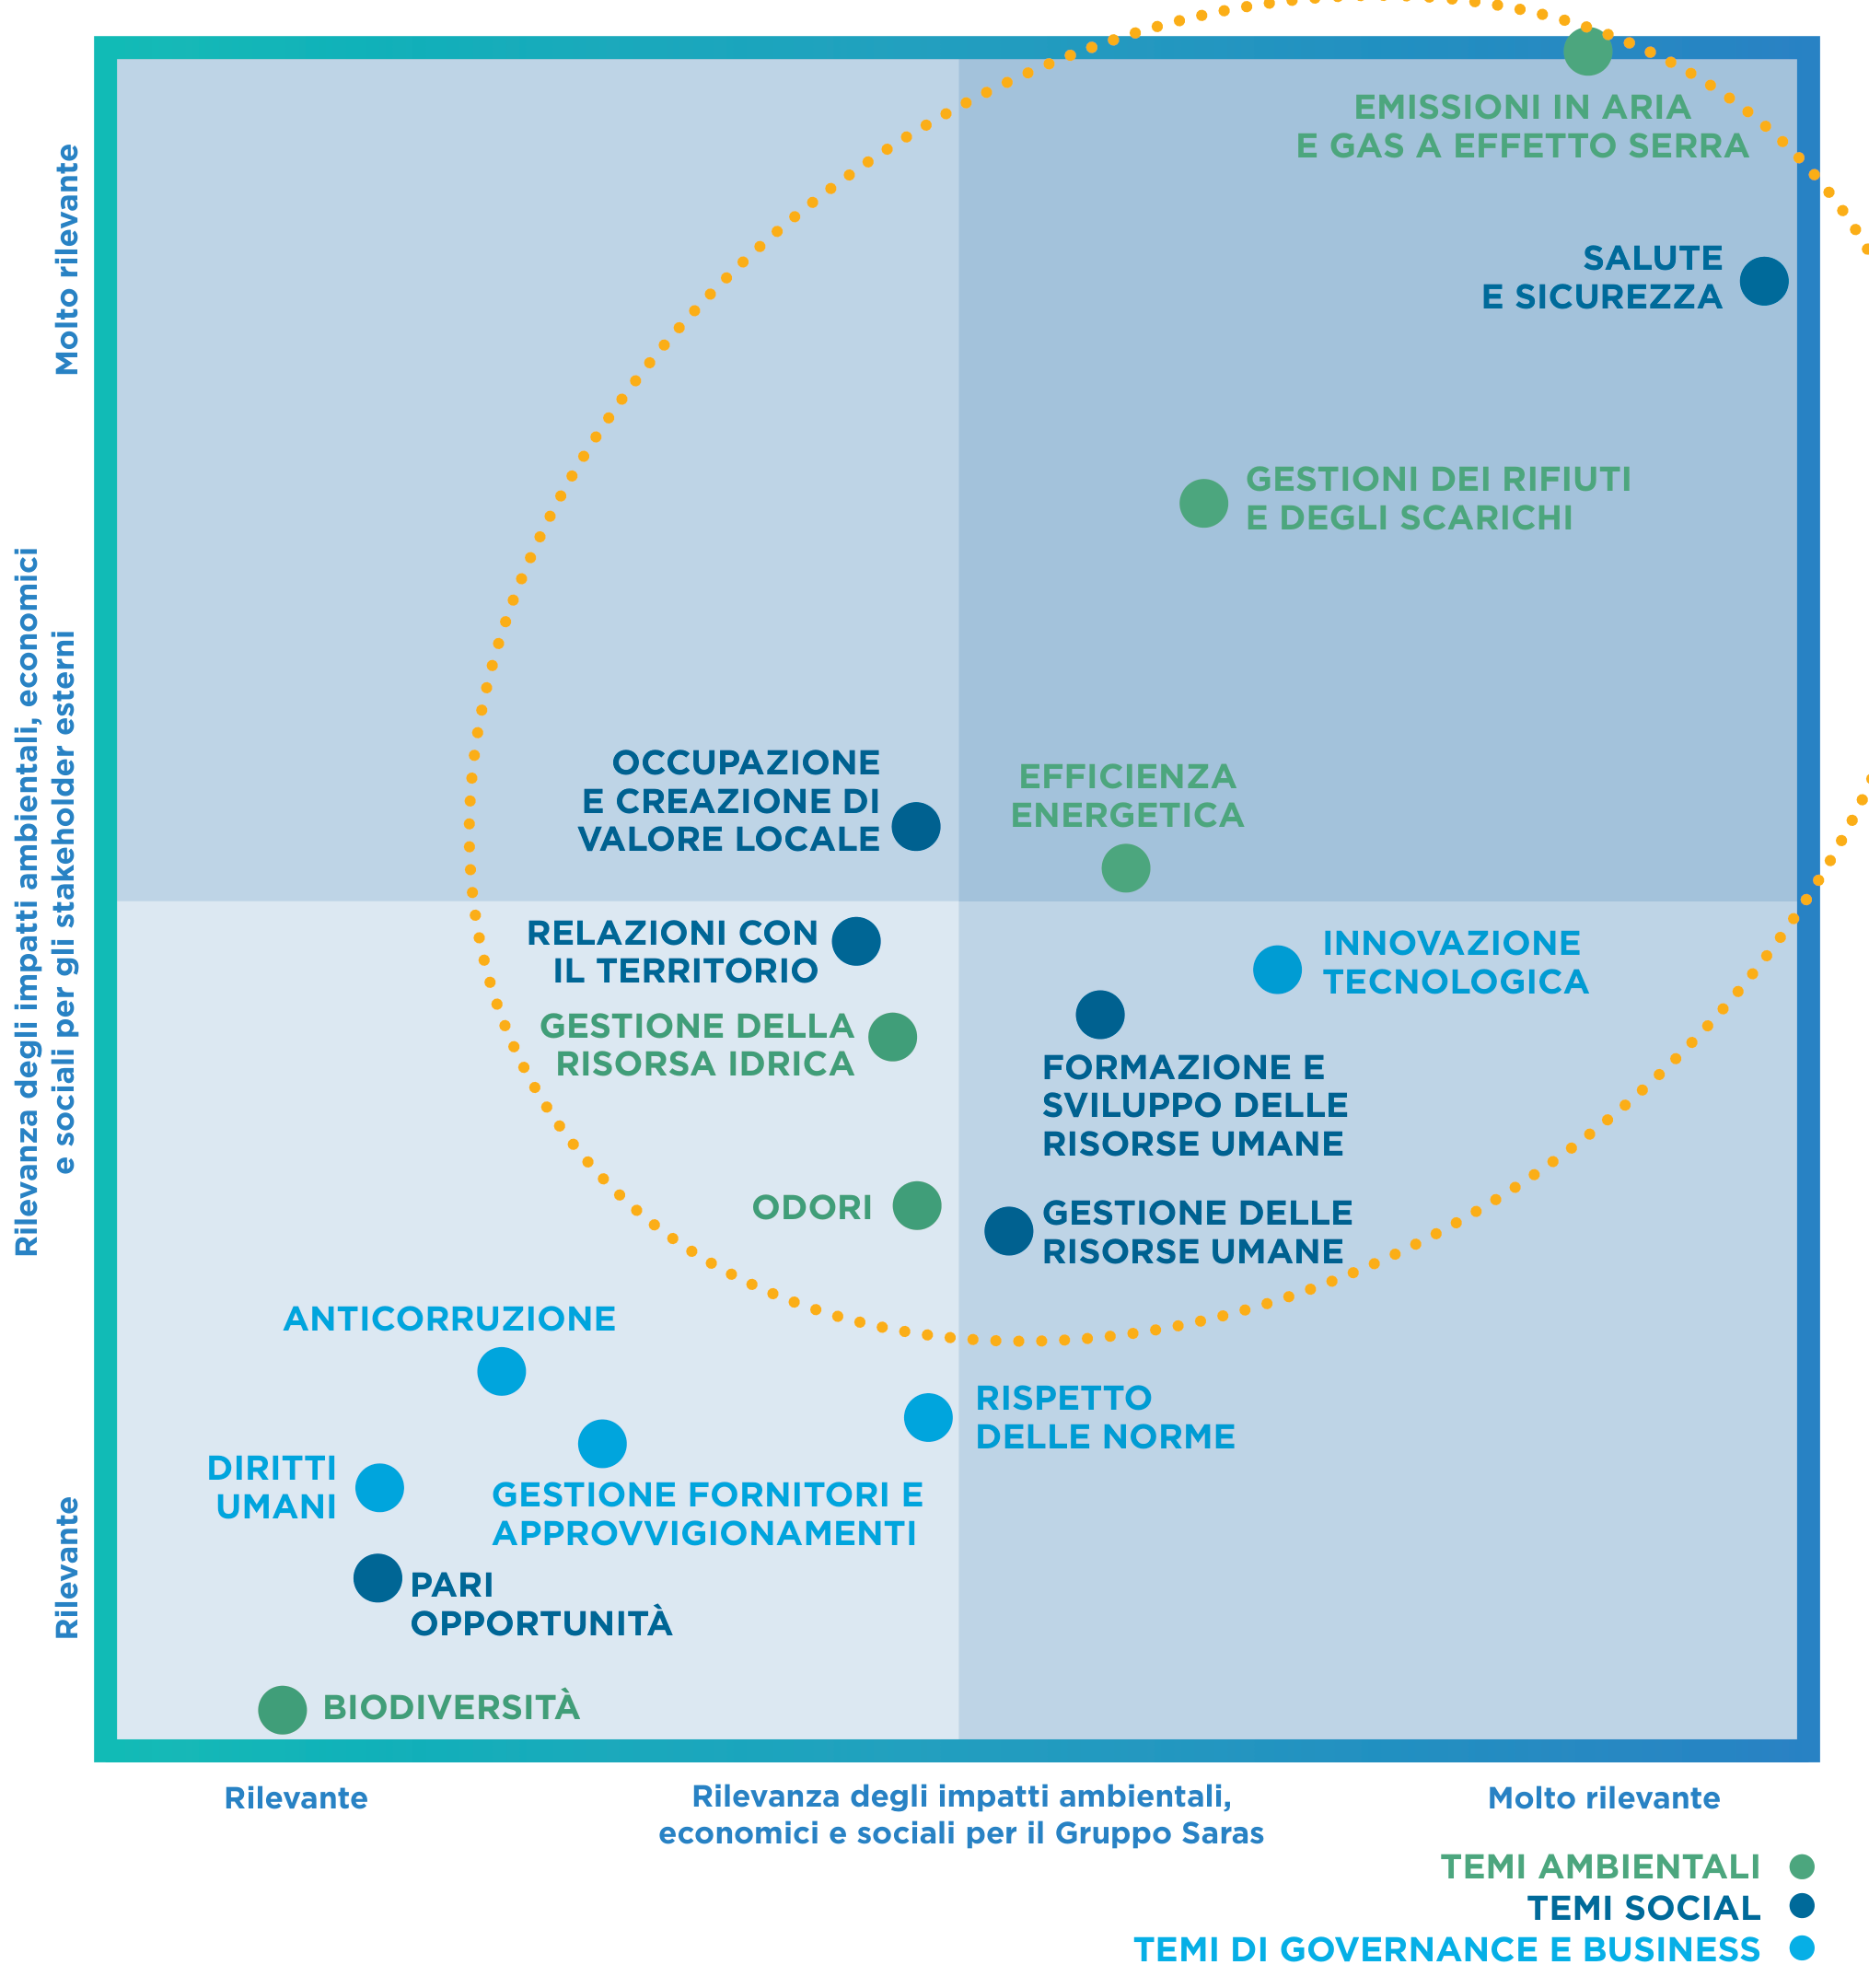 EMISSIONI IN ARIA
E GAS A EFFETTO SERRA
SALUTE
E SICUREZZA
GESTIONI DEI RIFIUTI
E DEGLI SCARICHI
OCCUPAZIONE
E CREAZIONE DI
VALORE LOCALE
EFFICIENZA
ENERGETICA
RELAZIONI CON
IL TERRITORIO
INNOVAZIONE
TECNOLOGICA
GESTIONE DELLA
RISORSA IDRICA
FORMAZIONE E
SVILUPPO DELLE
RISORSE UMANE
ODORI
GESTIONE DELLE
RISORSE UMANE
ANTICORRUZIONE
RISPETTO
DELLE NORME
DIRITTI
UMANI
GESTIONE FORNITORI E
APPROVVIGIONAMENTI
PARI
OPPORTUNITÀ
BIODIVERSITÀ
Molto rilevante
Rilevanza degli impatti ambientali, economici
e sociali per gli stakeholder esterni
Rilevante
Rilevante
Rilevanza degli impatti ambientali,
economici e sociali per il Gruppo Saras
Molto rilevante
TEMI AMBIENTALI
TEMI SOCIAL
TEMI DI GOVERNANCE E BUSINESS